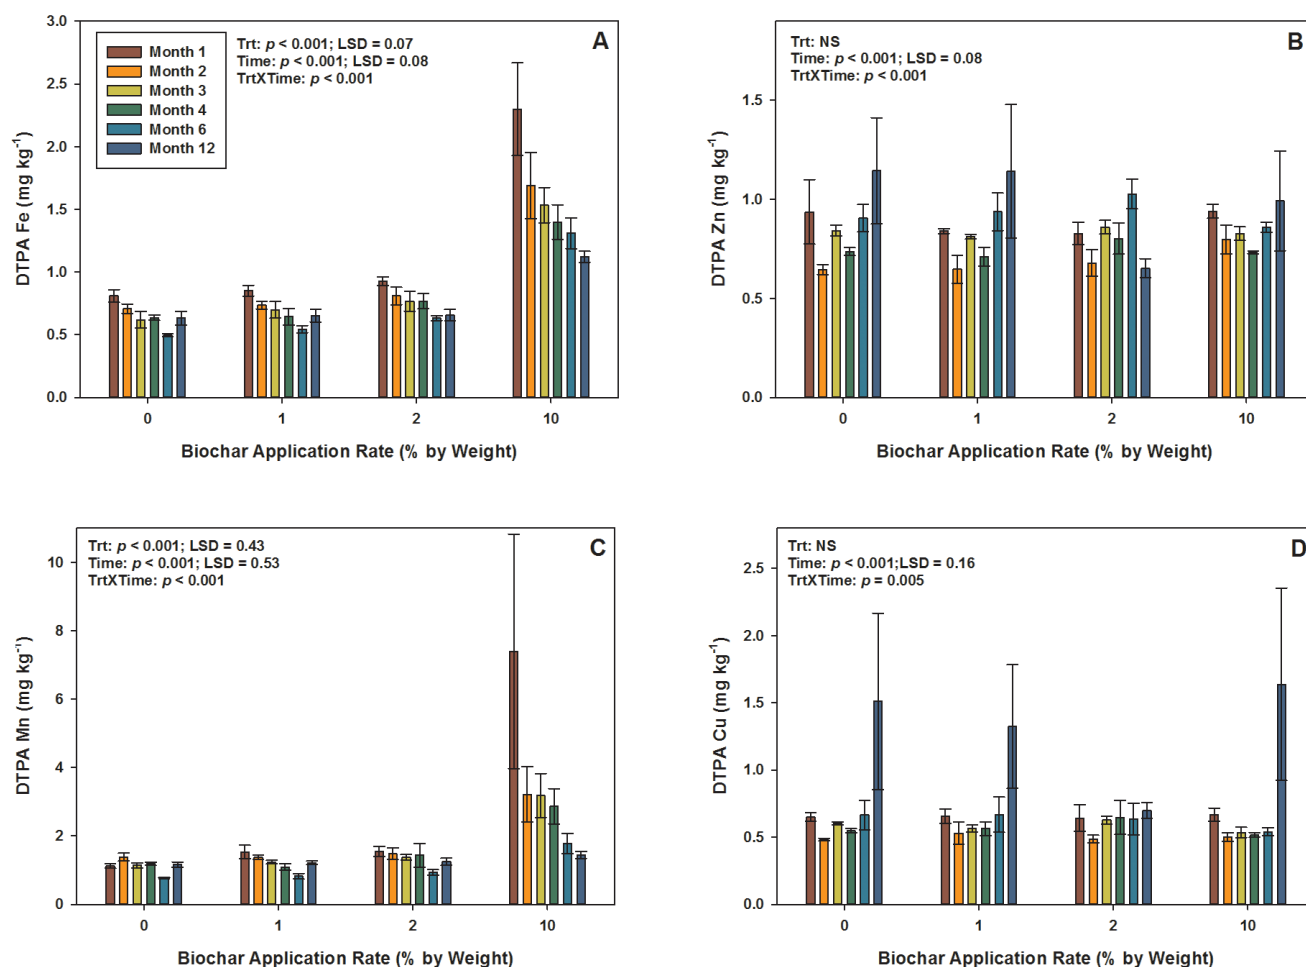 A
Trt: p < 0.001; LSD = 0.07
Time: p < 0.001; LSD = 0.08
TrtXTime: p < 0.001
Month 1
Month 2
Month 3
Month 4
Month 6
Month 12
DTPA Fe (mg kg⁻¹)
3.0
2.5
2.0
1.5
1.0
0.5
0.0
0 1 2 10
Biochar Application Rate (% by Weight)
B
Trt: NS
Time: p < 0.001; LSD = 0.08
TrtXTime: p < 0.001
DTPA Zn (mg kg⁻¹)
1.5
1.0
0.5
0.0
0 1 2 10
Biochar Application Rate (% by Weight)
C
Trt: p < 0.001; LSD = 0.43
Time: p < 0.001; LSD = 0.53
TrtXTime: p < 0.001
DTPA Mn (mg kg⁻¹)
10
8
6
4
2
0
0 1 2 10
Biochar Application Rate (% by Weight)
D
Trt: NS
Time: p < 0.001;LSD = 0.16
TrtXTime: p = 0.005
DTPA Cu (mg kg⁻¹)
2.5
2.0
1.5
1.0
0.5
0.0
0 1 2 10
Biochar Application Rate (% by Weight)